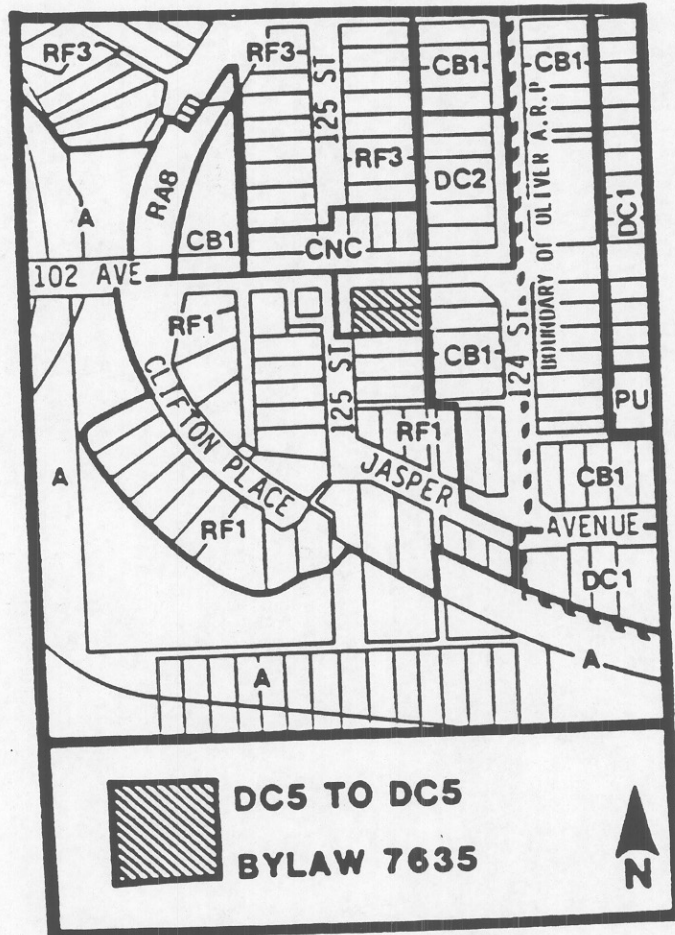 RF3
RF3
125 ST
CB1
CB1
RF3
DC2
RA8
A
CB1
CNC
DC1
102 AVE
BOUNDARY OF OLIVER A.R.P.
124 ST.
RF1
CLIFTON PLACE
125 ST
CB1
PU
RF1
JASPER
CB1
A
RF1
AVENUE
DC1
A
A
DC5 TO DC5
BYLAW 7635
N